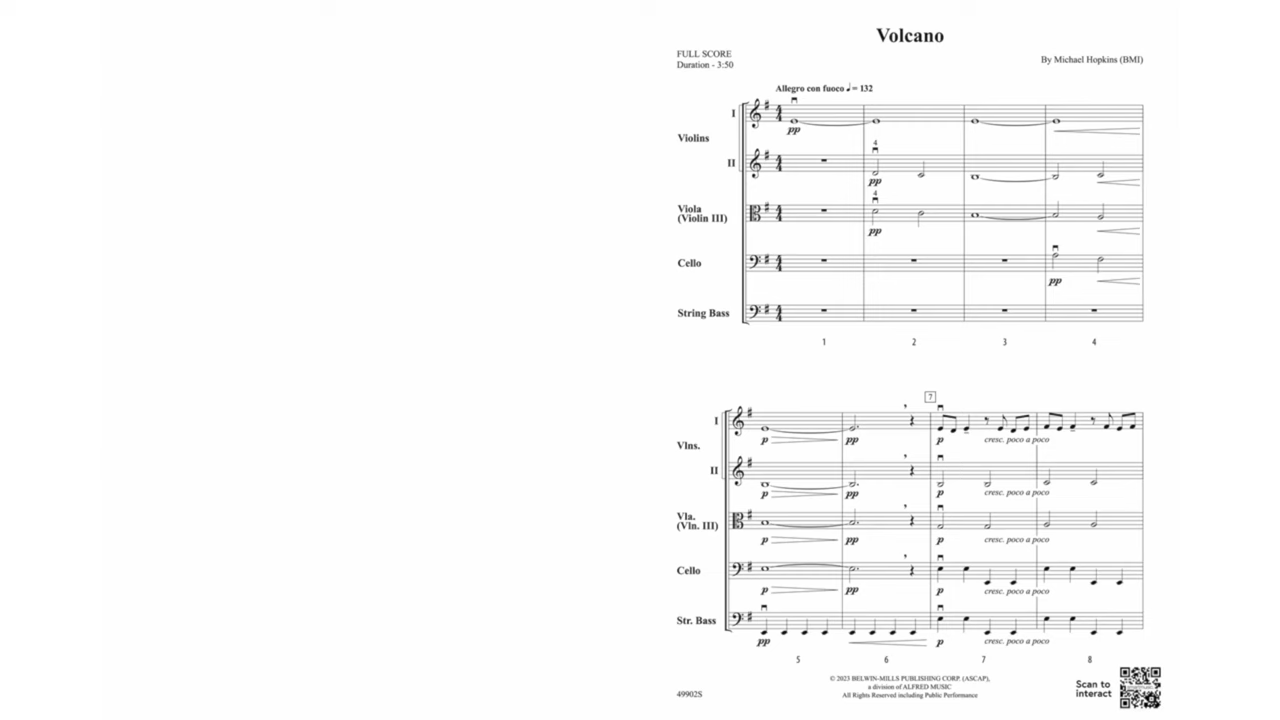 Volcano
FULL SCORE
Duration - 3:50
By Michael Hopkins (BMI)
Allegro con fuoco ♩ = 132
I
Violins
pp
4
II
pp
4
Viola
(Violin III)
pp
Cello
pp
String Bass
1 2 3 4
7
I
p pp p cresc. poco a poco
Vlns.
II
p pp p cresc. poco a poco
Vla.
(Vln. III)
p pp p cresc. poco a poco
Cello
p pp p cresc. poco a poco
Str. Bass
pp p cresc. poco a poco
5 6 7 8
© 2023 BELWIN-MILLS PUBLISHING CORP. (ASCAP),
a division of ALFRED MUSIC
All Rights Reserved including Public Performance
49902S
Scan to
interact